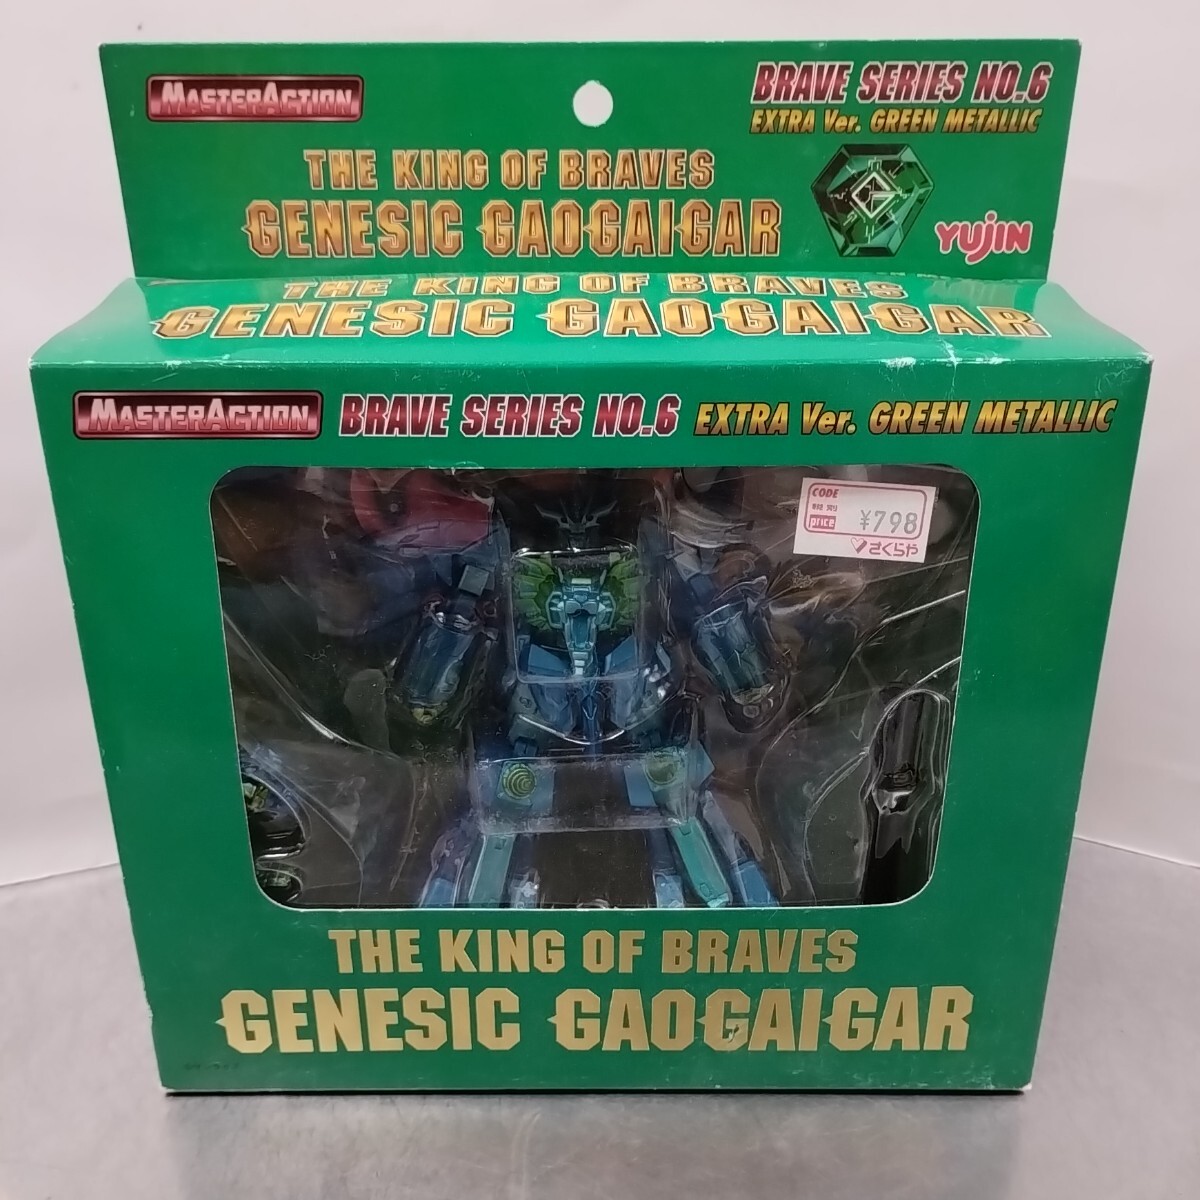 MASTERACTION
BRAVE SERIES NO.6
EXTRA Ver. GREEN METALLIC
THE KING OF BRAVES
GENESIC GAOGAIGAR
G
YUJIN
THE KING OF BRAVES
GENESIC GAOGAIGAR
MASTERACTION BRAVE SERIES NO.6 EXTRA Ver. GREEN METALLIC
CODE
price ¥798
さくらや
THE KING OF BRAVES
GENESIC GAOGAIGAR